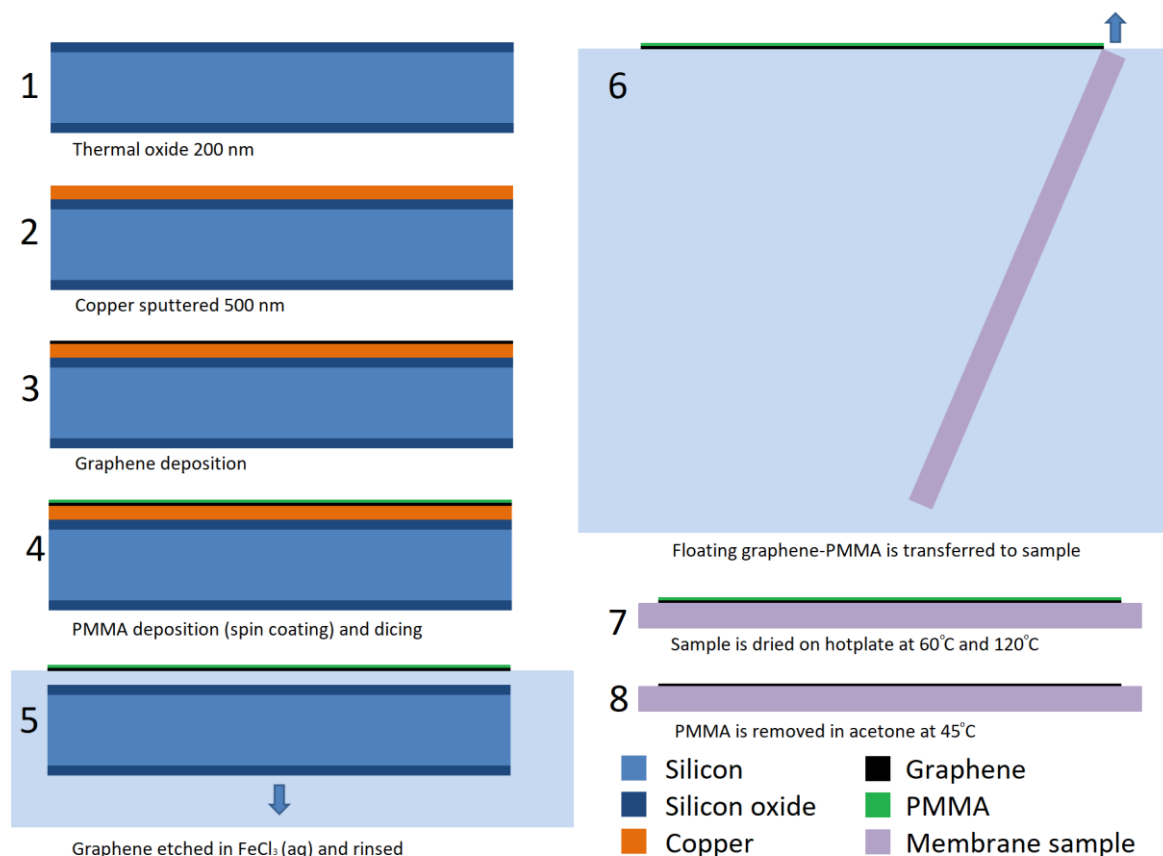 1
Thermal oxide 200 nm
2
Copper sputtered 500 nm
3
Graphene deposition
4
PMMA deposition (spin coating) and dicing
5
Graphene etched in FeCl₃ (aq) and rinsed
6
Floating graphene-PMMA is transferred to sample
7
Sample is dried on hotplate at 60°C and 120°C
8
PMMA is removed in acetone at 45°C
Silicon
Silicon oxide
Copper
Graphene
PMMA
Membrane sample